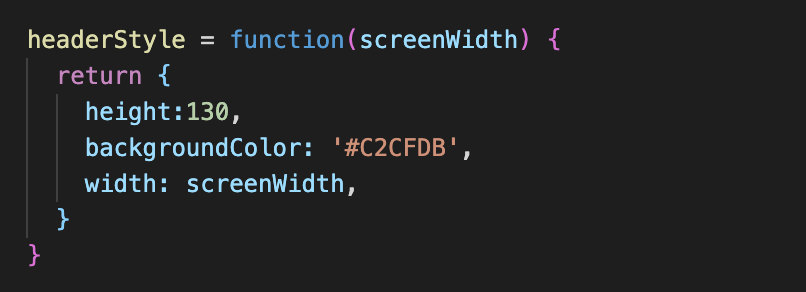 headerStyle = function(screenWidth) {
  return {
    height:130,
    backgroundColor: '#C2CFDB',
    width: screenWidth,
  }
}